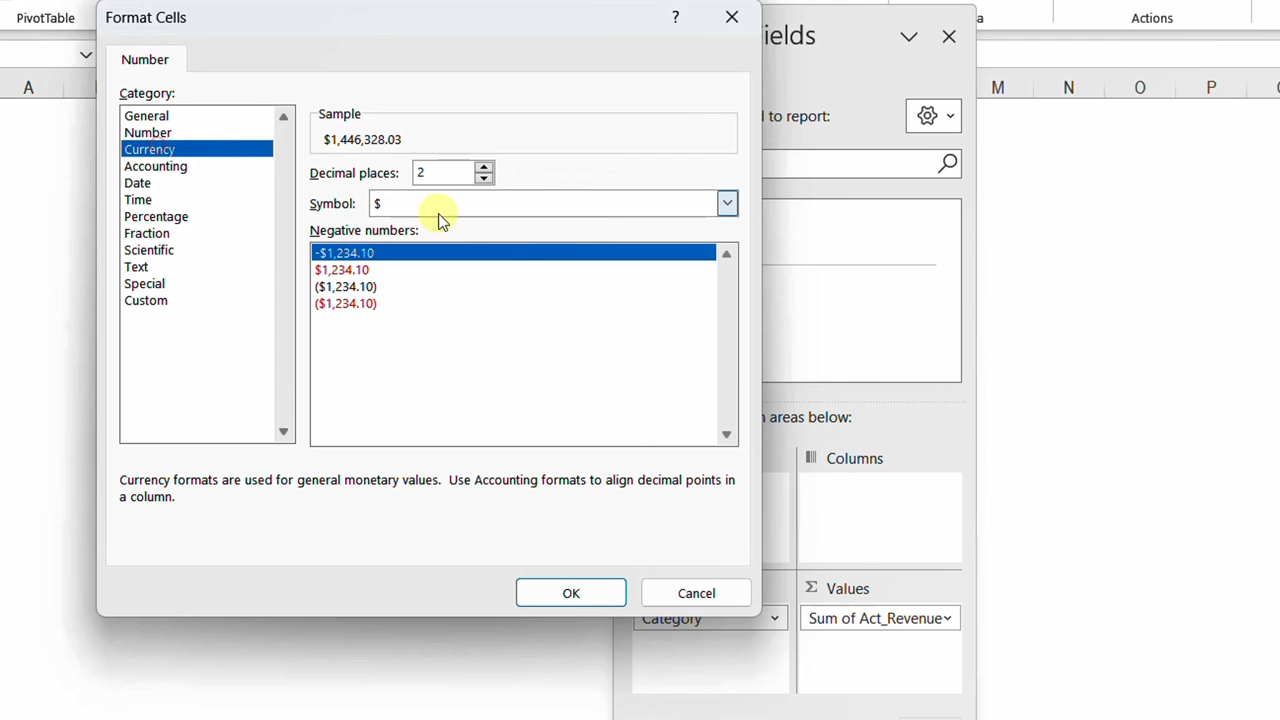 PivotTable
Format Cells
?
a
Actions
ields
A
M
N
O
P
Number
Category:
General
Number
Currency
Accounting
Date
Time
Percentage
Fraction
Scientific
Text
Special
Custom
Sample
$1,446,328.03
Decimal places: 2
Symbol: $
Negative numbers:
-$1,234.10
$1,234.10
($1,234.10)
($1,234.10)
Currency formats are used for general monetary values. Use Accounting formats to align decimal points in
a column.
OK
Cancel
d to report:
n areas below:
Columns
Σ Values
Category
Sum of Act_Revenue